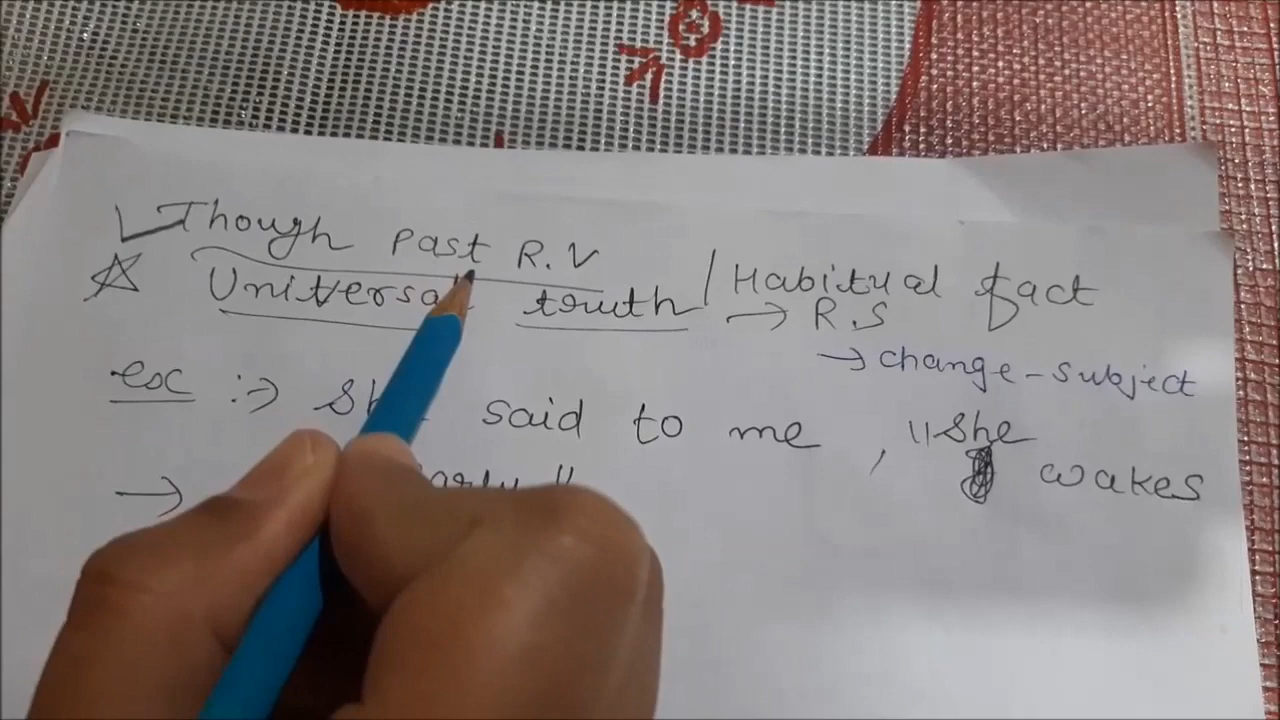 Though Past R.V
☆ Universal truth / Habitual fact
→ R.S
→ change - subject
ex :→ She said to me , "she
wakes
→ early"